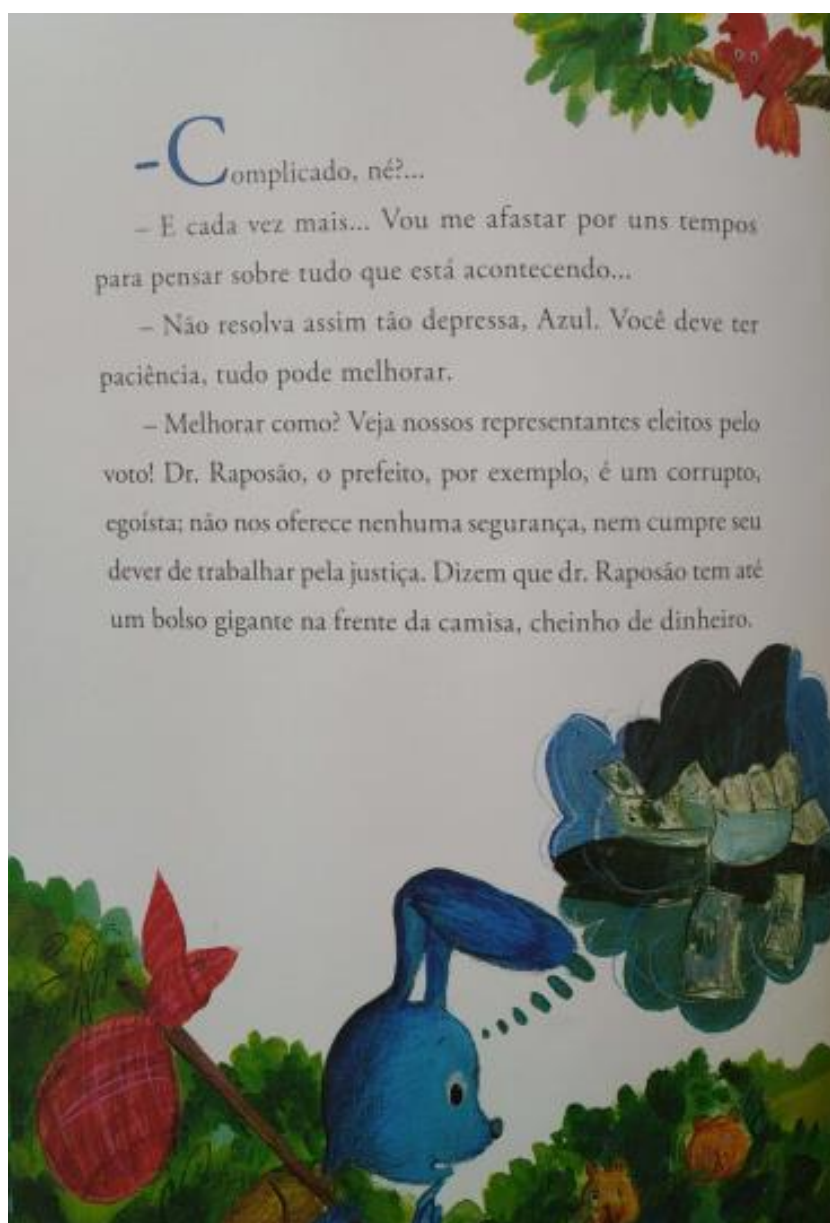 -Complicado, né?...
– E cada vez mais... Vou me afastar por uns tempos
para pensar sobre tudo que está acontecendo...
– Não resolva assim tão depressa, Azul. Você deve ter
paciência, tudo pode melhorar.
– Melhorar como? Veja nossos representantes eleitos pelo
voto! Dr. Raposão, o prefeito, por exemplo, é um corrupto,
egoísta; não nos oferece nenhuma segurança, nem cumpre seu
dever de trabalhar pela justiça. Dizem que dr. Raposão tem até
um bolso gigante na frente da camisa, cheinho de dinheiro.